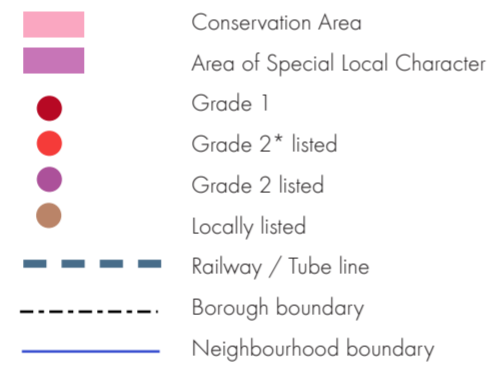 Conservation Area
Area of Special Local Character
Grade 1
Grade 2* listed
Grade 2 listed
Locally listed
Railway / Tube line
Borough boundary
Neighbourhood boundary